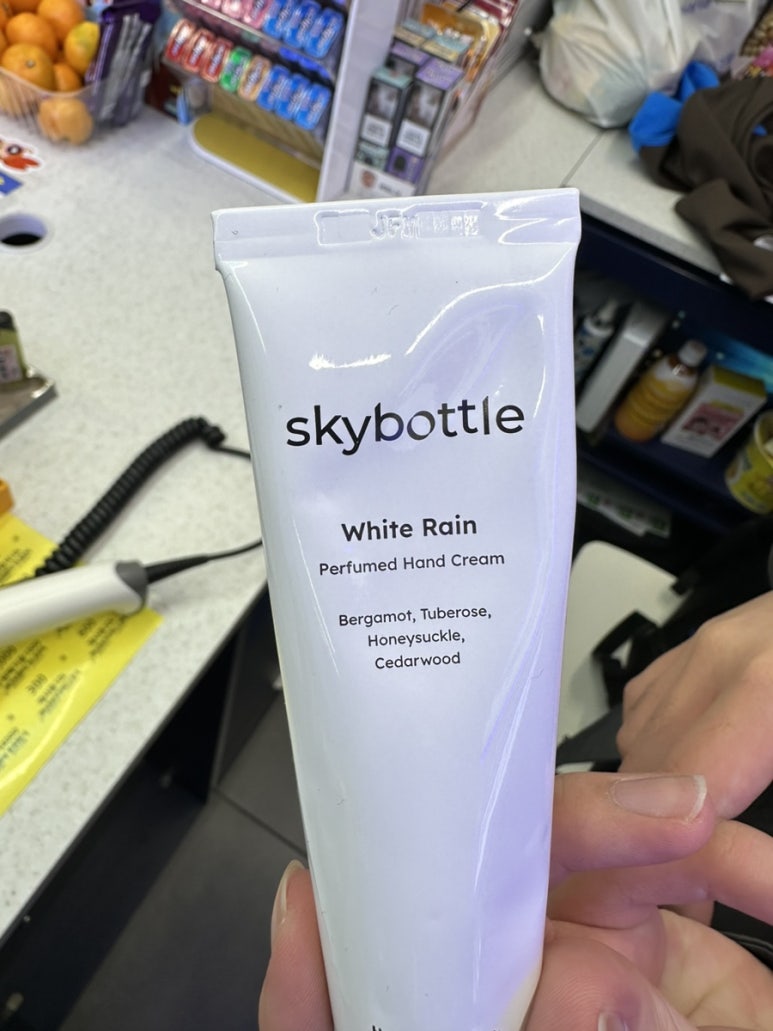 skybottle
White Rain
Perfumed Hand Cream
Bergamot, Tuberose,
Honeysuckle,
Cedarwood